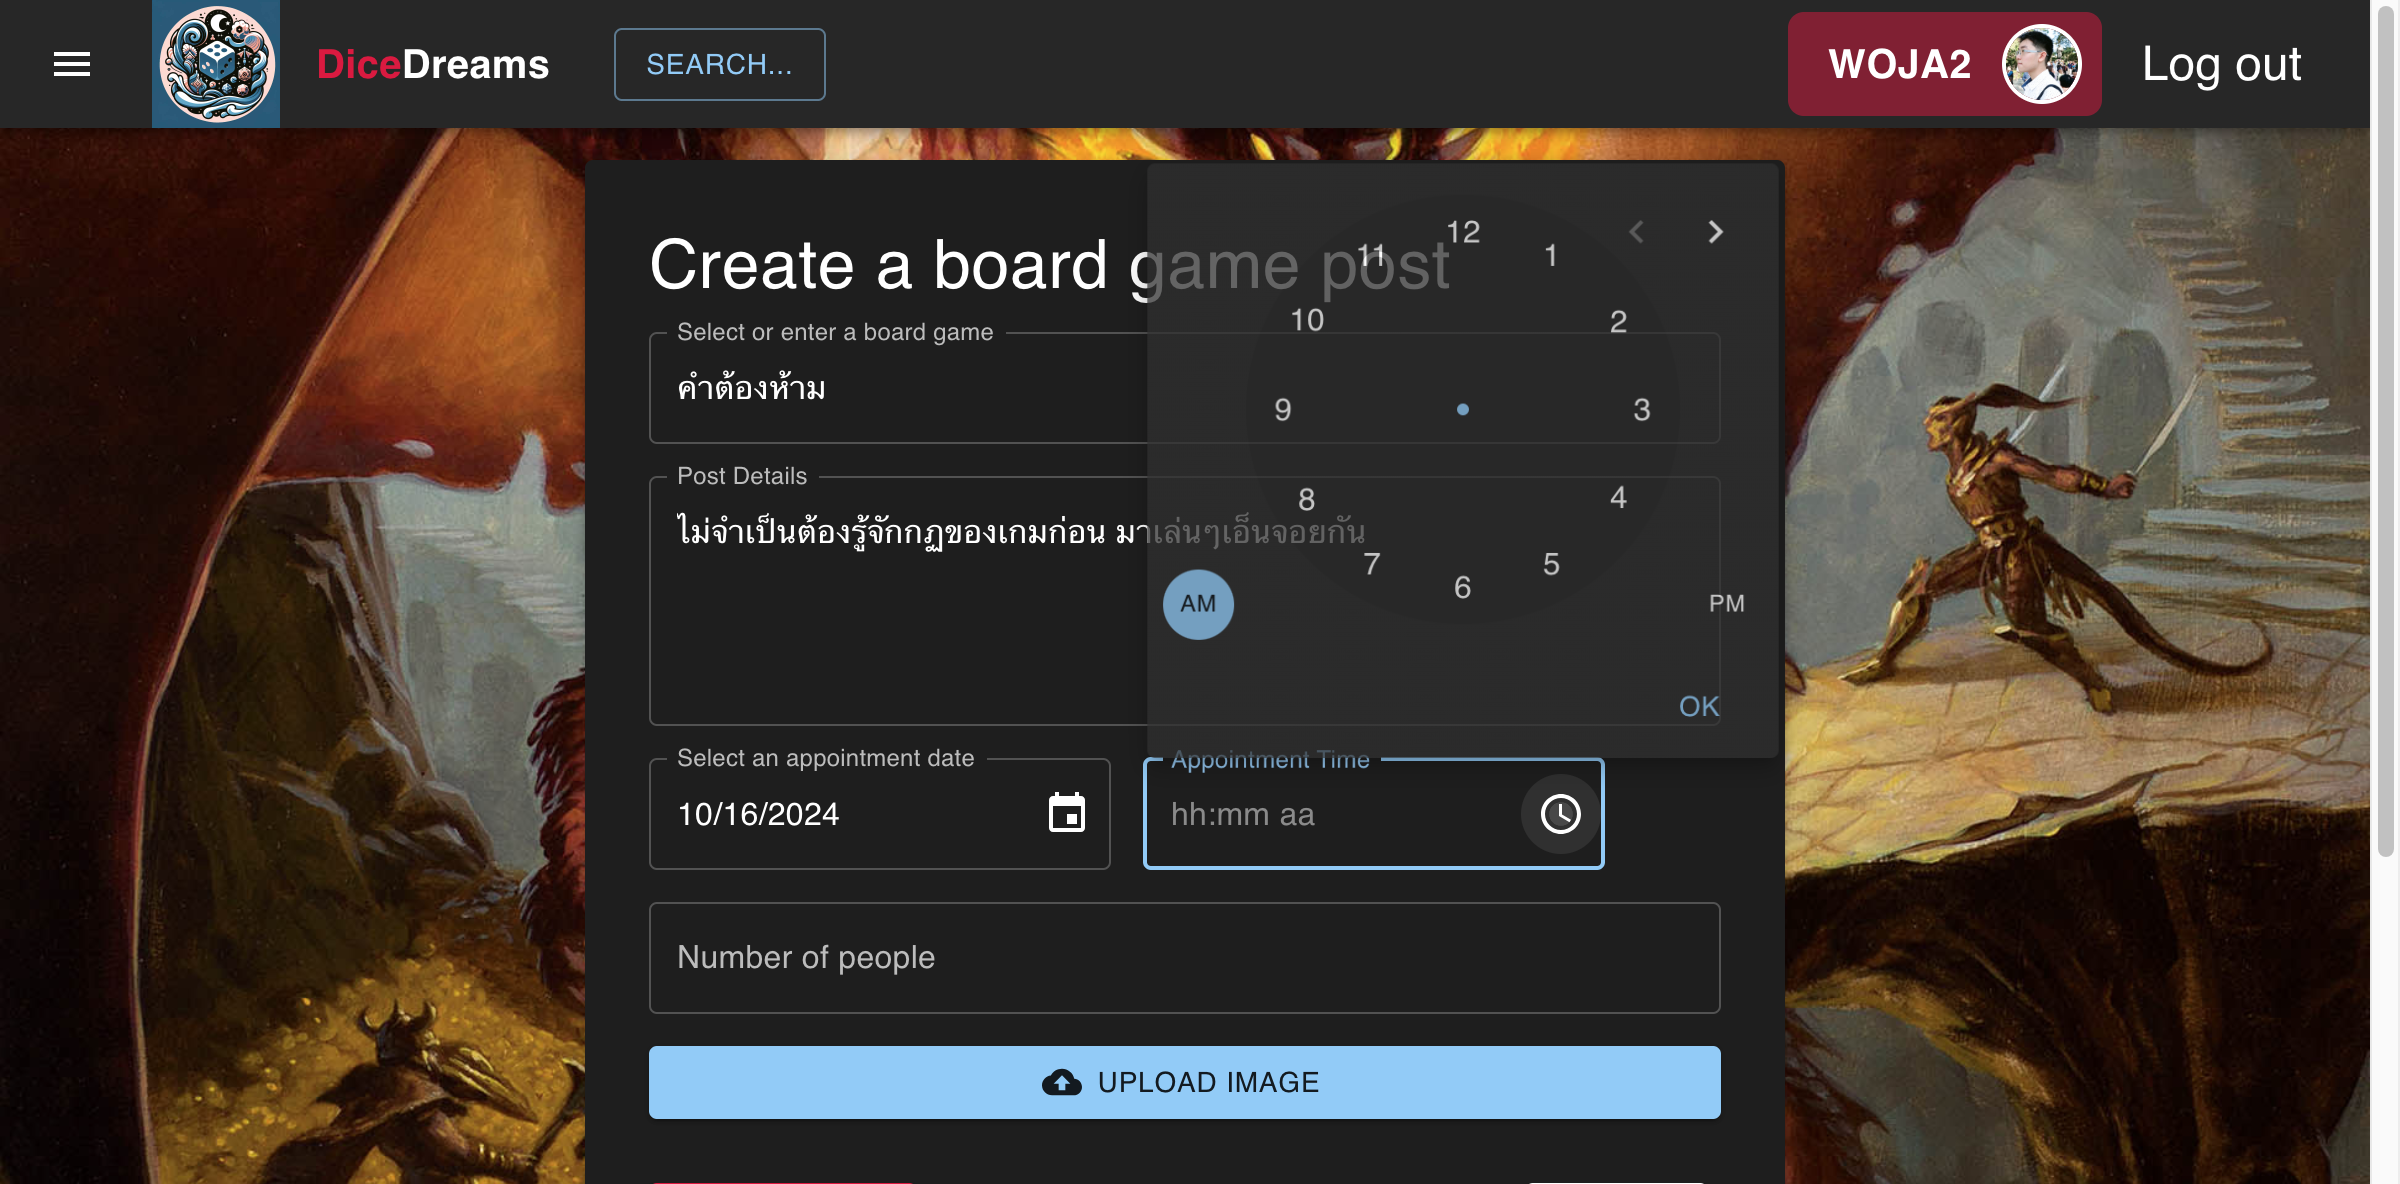 DiceDreams
SEARCH...
WOJA2
Log out
Create a board game post
Select or enter a board game
คำต้องห้าม
Post Details
ไม่จำเป็นต้องรู้จักกฏของเกมก่อน มาเล่นๆเอ็นจอยกัน
12
1
2
3
4
5
6
7
8
9
10
11
AM
PM
OK
Select an appointment date
10/16/2024
Appointment Time
hh:mm aa
Number of people
UPLOAD IMAGE